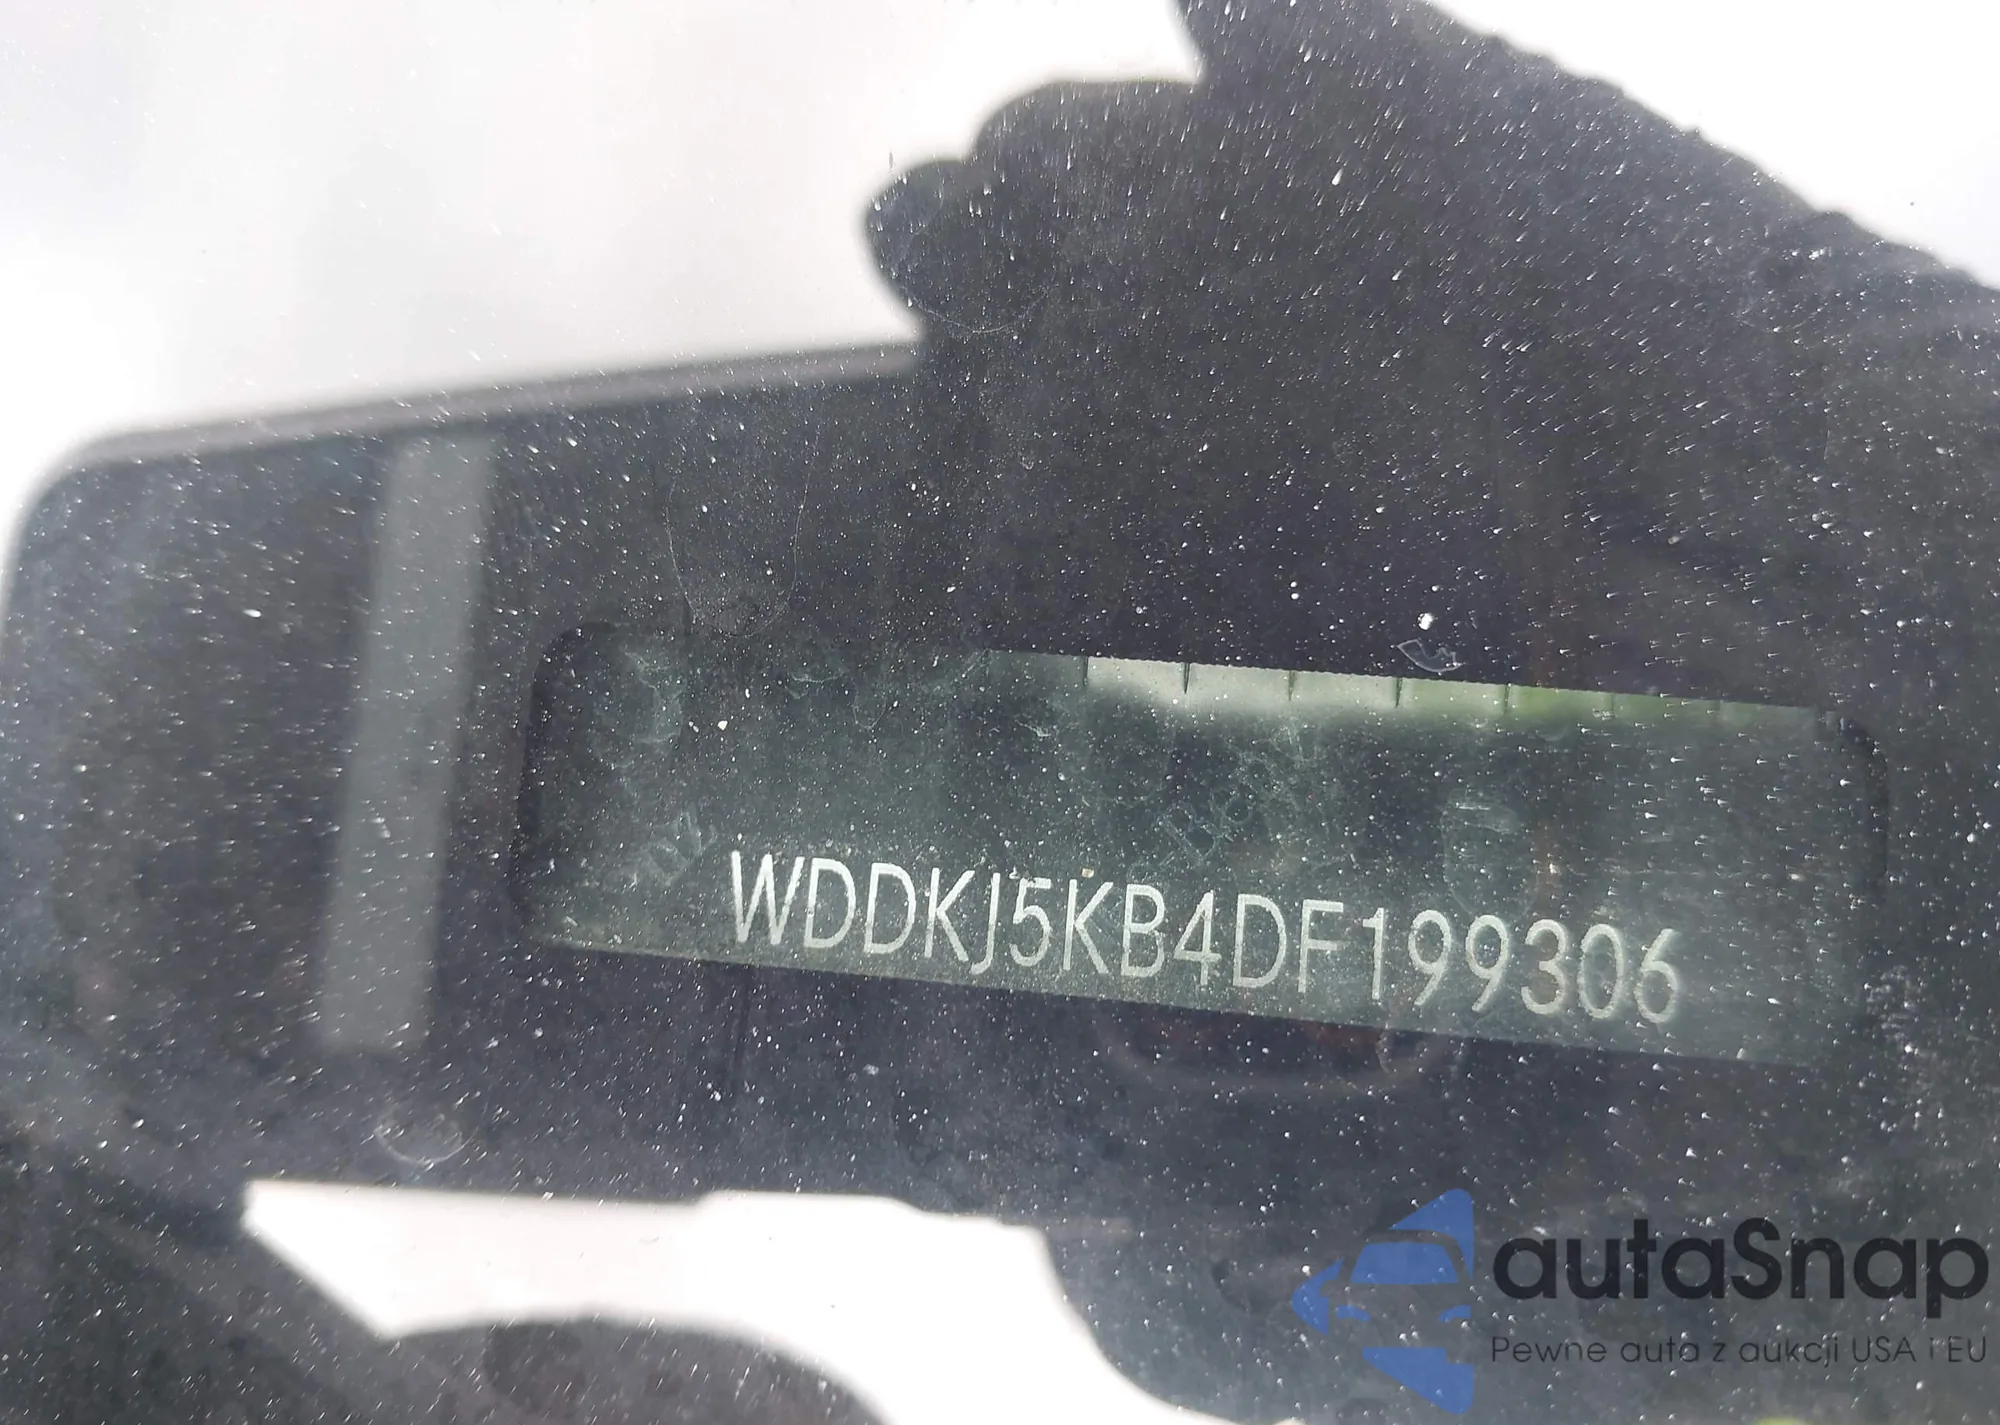 WDDKJ5KB4DF199306
autaSnap
Pewne auta z aukcji USA i EU